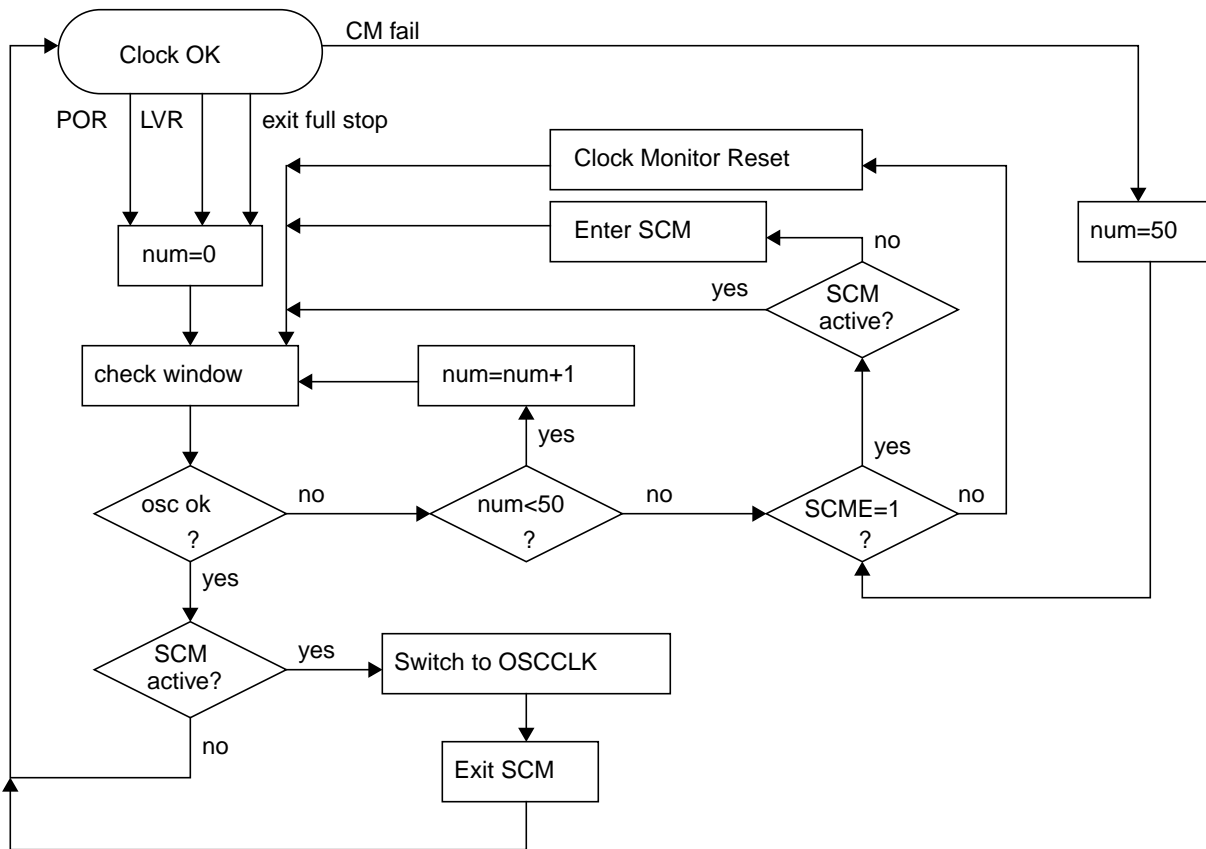 CM fail
Clock OK
POR
LVR
exit full stop
Clock Monitor Reset
Enter SCM
no
num=50
num=0
yes
SCM
active?
check window
num=num+1
yes
yes
osc ok
?
no
num<50
?
no
SCME=1
?
no
yes
SCM
active?
yes
Switch to OSCCLK
no
Exit SCM